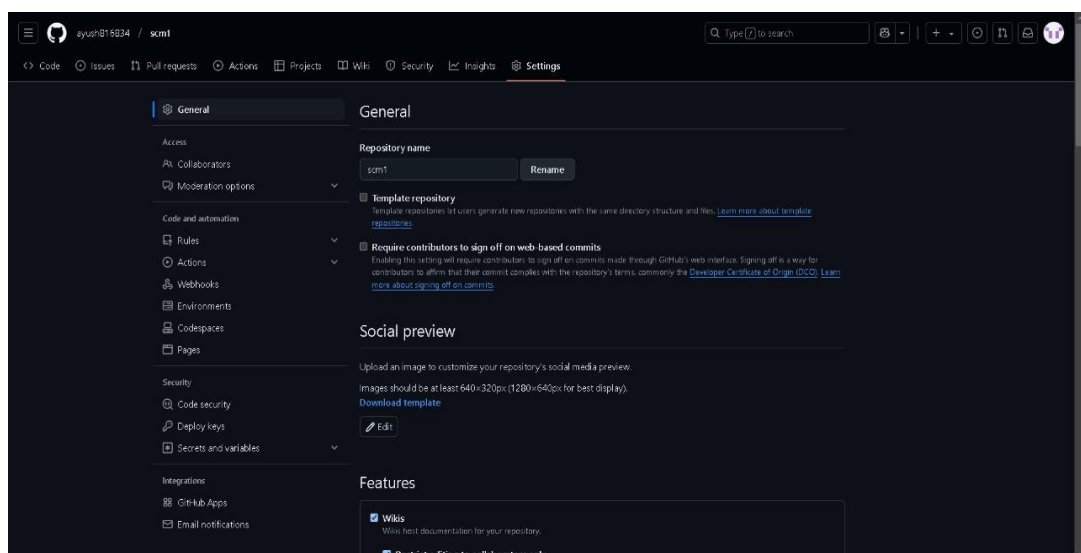 ayush816834 / scm1
Type / to search
Code Issues Pull requests Actions Projects Wiki Security Insights Settings
General
Access
Collaborators
Moderation options
Code and automation
Rules
Actions
Webhooks
Environments
Codespaces
Pages
Security
Code security
Deploy keys
Secrets and variables
Integrations
GitHub Apps
Email notifications
General
Repository name
scm1 Rename
Template repository
Template repositories let users generate new repositories with the same directory structure and files. Learn more about template
repositories.
Require contributors to sign off on web-based commits
Enabling this setting will require contributors to sign off on commits made through GitHub's web interface. Signing off is a way for
contributors to affirm that their commit complies with the repository's terms, commonly the Developer Certificate of Origin (DCO). Learn
more about signing off on commits.
Social preview
Upload an image to customize your repository's social media preview.
Images should be at least 640×320px (1280×640px for best display).
Download template
Edit
Features
Wikis
Wikis host documentation for your repository.